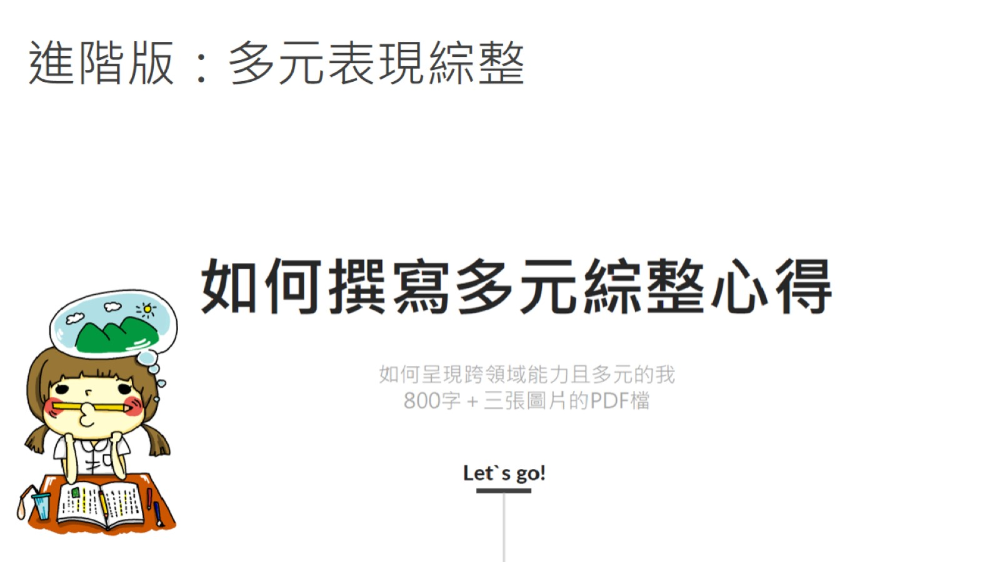 進階版：多元表現綜整
如何撰寫多元綜整心得
如何呈現跨領域能力且多元的我
800字 + 三張圖片的PDF檔
Let`s go!